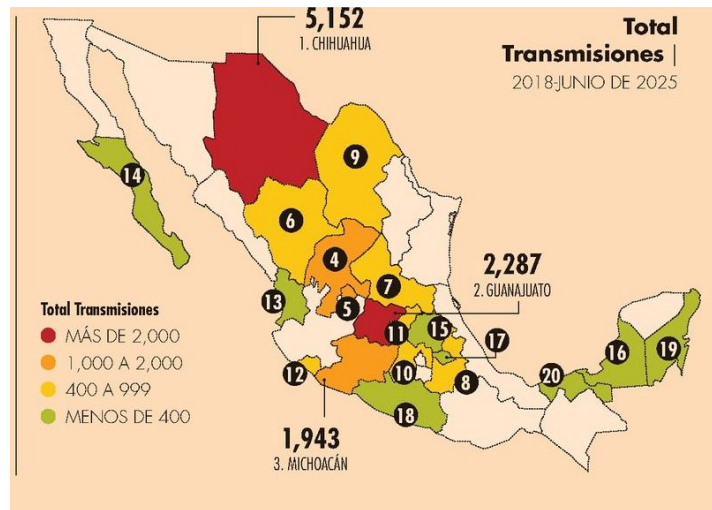 5,152
1. CHIHUAHUA
Total
Transmisiones |
2018-JUNIO DE 2025
9
14
6
4
2,287
2. GUANAJUATO
7
13
5
Total Transmisiones
MÁS DE 2,000
1,000 A 2,000
400 A 999
MENOS DE 400
11
15
17
16
19
12
10
8
20
18
1,943
3. MICHOACÁN